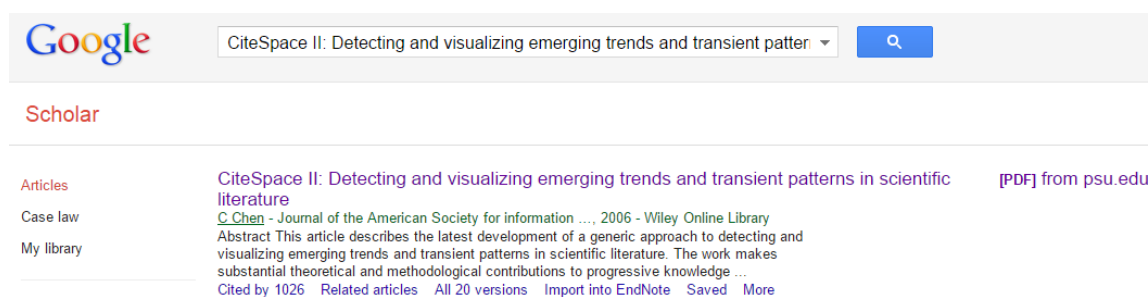 Google
CiteSpace II: Detecting and visualizing emerging trends and transient patter
Scholar
Articles
Case law
My library
CiteSpace II: Detecting and visualizing emerging trends and transient patterns in scientific
literature
C Chen - Journal of the American Society for information …, 2006 - Wiley Online Library
Abstract This article describes the latest development of a generic approach to detecting and
visualizing emerging trends and transient patterns in scientific literature. The work makes
substantial theoretical and methodological contributions to progressive knowledge ...
Cited by 1026 Related articles All 20 versions Import into EndNote Saved More
[PDF] from psu.edu